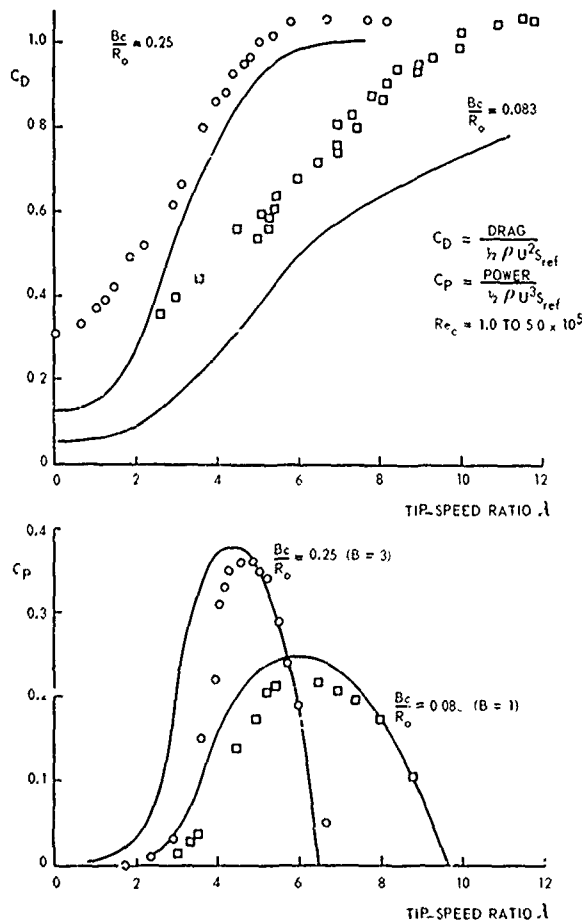 1.0
0.8
0.6
0.4
0.2
0
C_D
Bc/R_o = 0.25
Bc/R_o = 0.083
C_D = DRAG / ½ ρ U² S_ref
C_P = POWER / ½ ρ U³ S_ref
Re_c = 1.0 TO 5.0 x 10⁵
0 2 4 6 8 10 12
TIP-SPEED RATIO λ
0.4
0.3
0.2
0.1
0
C_P
Bc/R_o = 0.25 (B = 3)
Bc/R_o = 0.08 (B = 1)
0 2 4 6 8 10 12
TIP-SPEED RATIO λ